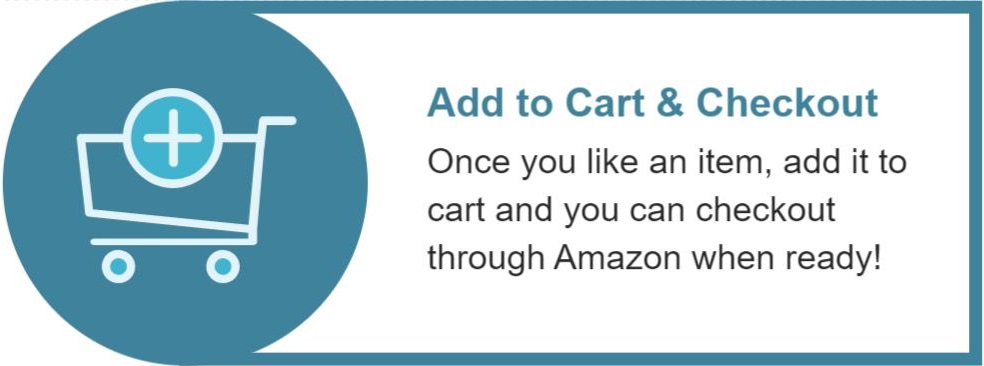 Add to Cart & Checkout
Once you like an item, add it to
cart and you can checkout
through Amazon when ready!